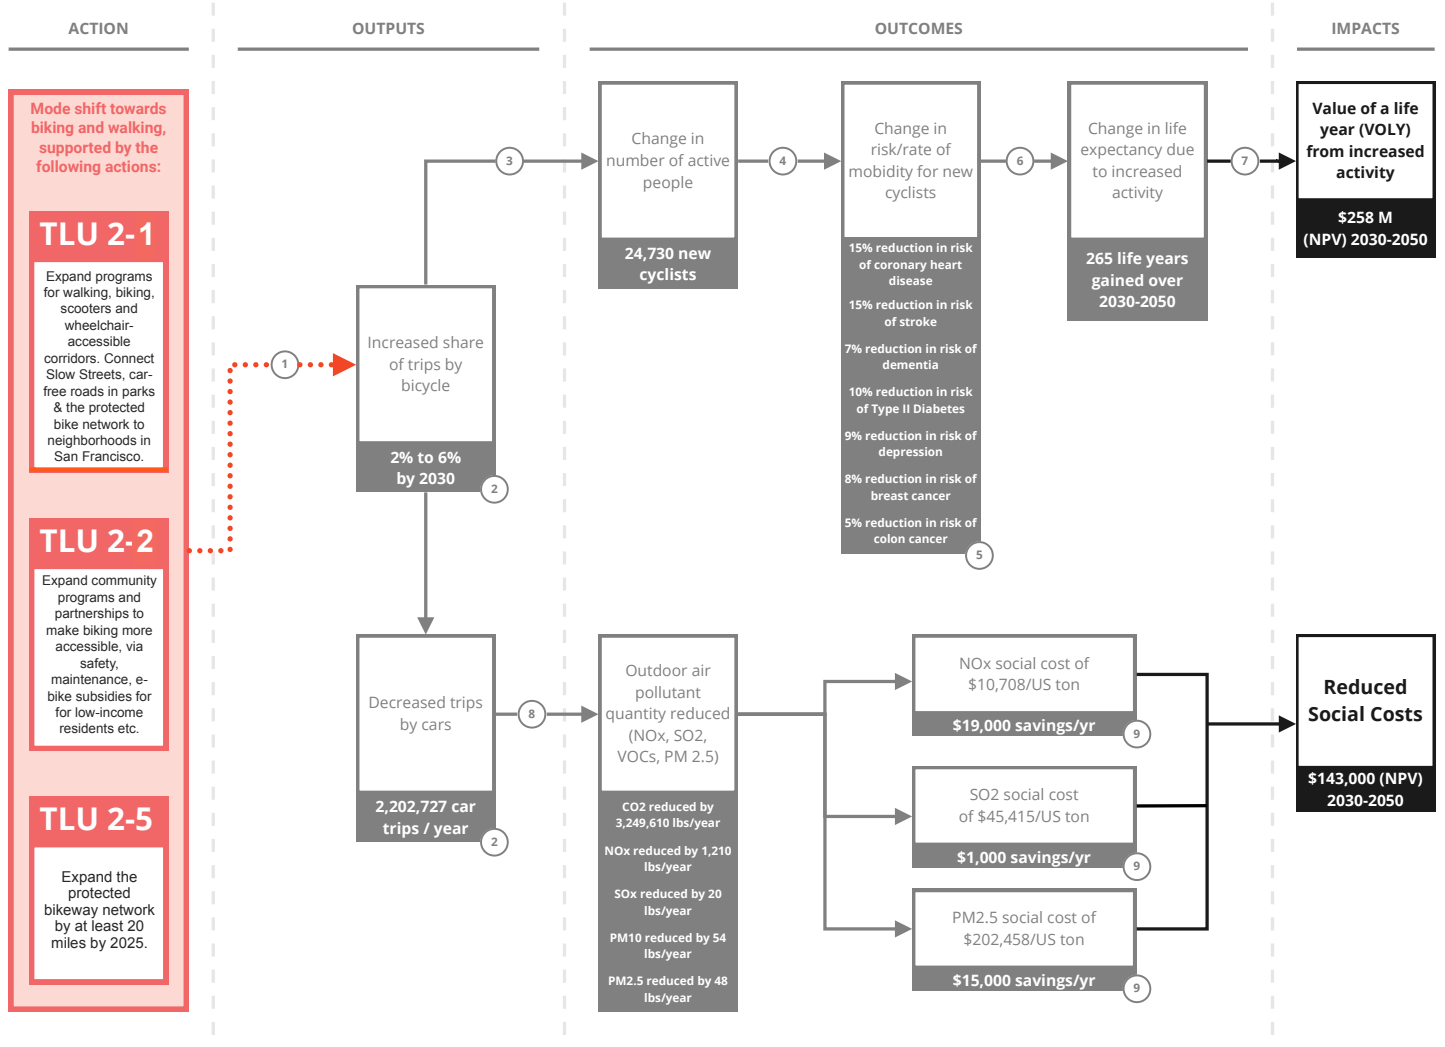 ACTION
OUTPUTS
OUTCOMES
IMPACTS
Mode shift towards
biking and walking,
supported by the
following actions:
TLU 2-1
Expand programs
for walking, biking,
scooters and
wheelchair-
accessible
corridors. Connect
Slow Streets, car-
free roads in parks
& the protected
bike network to
neighborhoods in
San Francisco.
TLU 2-2
Expand community
programs and
partnerships to
make biking more
accessible, via
safety,
maintenance, e-
bike subsidies for
for low-income
residents etc.
TLU 2-5
Expand the
protected
bikeway network
by at least 20
miles by 2025.
1
Increased share
of trips by
bicycle
2% to 6%
by 2030
2
Decreased trips
by cars
2,202,727 car
trips / year
2
3
Change in
number of active
people
24,730 new
cyclists
4
Change in
risk/rate of
mobidity for new
cyclists
15% reduction in risk
of coronary heart
disease
15% reduction in risk
of stroke
7% reduction in risk of
dementia
10% reduction in risk
of Type II Diabetes
9% reduction in risk of
depression
8% reduction in risk of
breast cancer
5% reduction in risk of
colon cancer
5
6
Change in life
expectancy due
to increased
activity
265 life years
gained over
2030-2050
7
Value of a life
year (VOLY)
from increased
activity
$258 M
(NPV) 2030-2050
8
Outdoor air
pollutant
quantity reduced
(NOx, SO2,
VOCs, PM 2.5)
CO2 reduced by
3,249,610 lbs/year
NOx reduced by 1,210
lbs/year
SOx reduced by 20
lbs/year
PM10 reduced by 54
lbs/year
PM2.5 reduced by 48
lbs/year
NOx social cost of
$10,708/US ton
$19,000 savings/yr
9
SO2 social cost
of $45,415/US ton
$1,000 savings/yr
9
PM2.5 social cost of
$202,458/US ton
$15,000 savings/yr
9
Reduced
Social Costs
$143,000 (NPV)
2030-2050